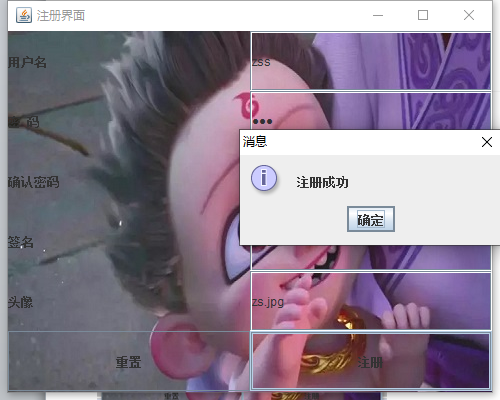 注册界面
用户名
zss
密 码
•••
消息
注册成功
确定
确认密码
签名
头像
zs.jpg
重置
注册